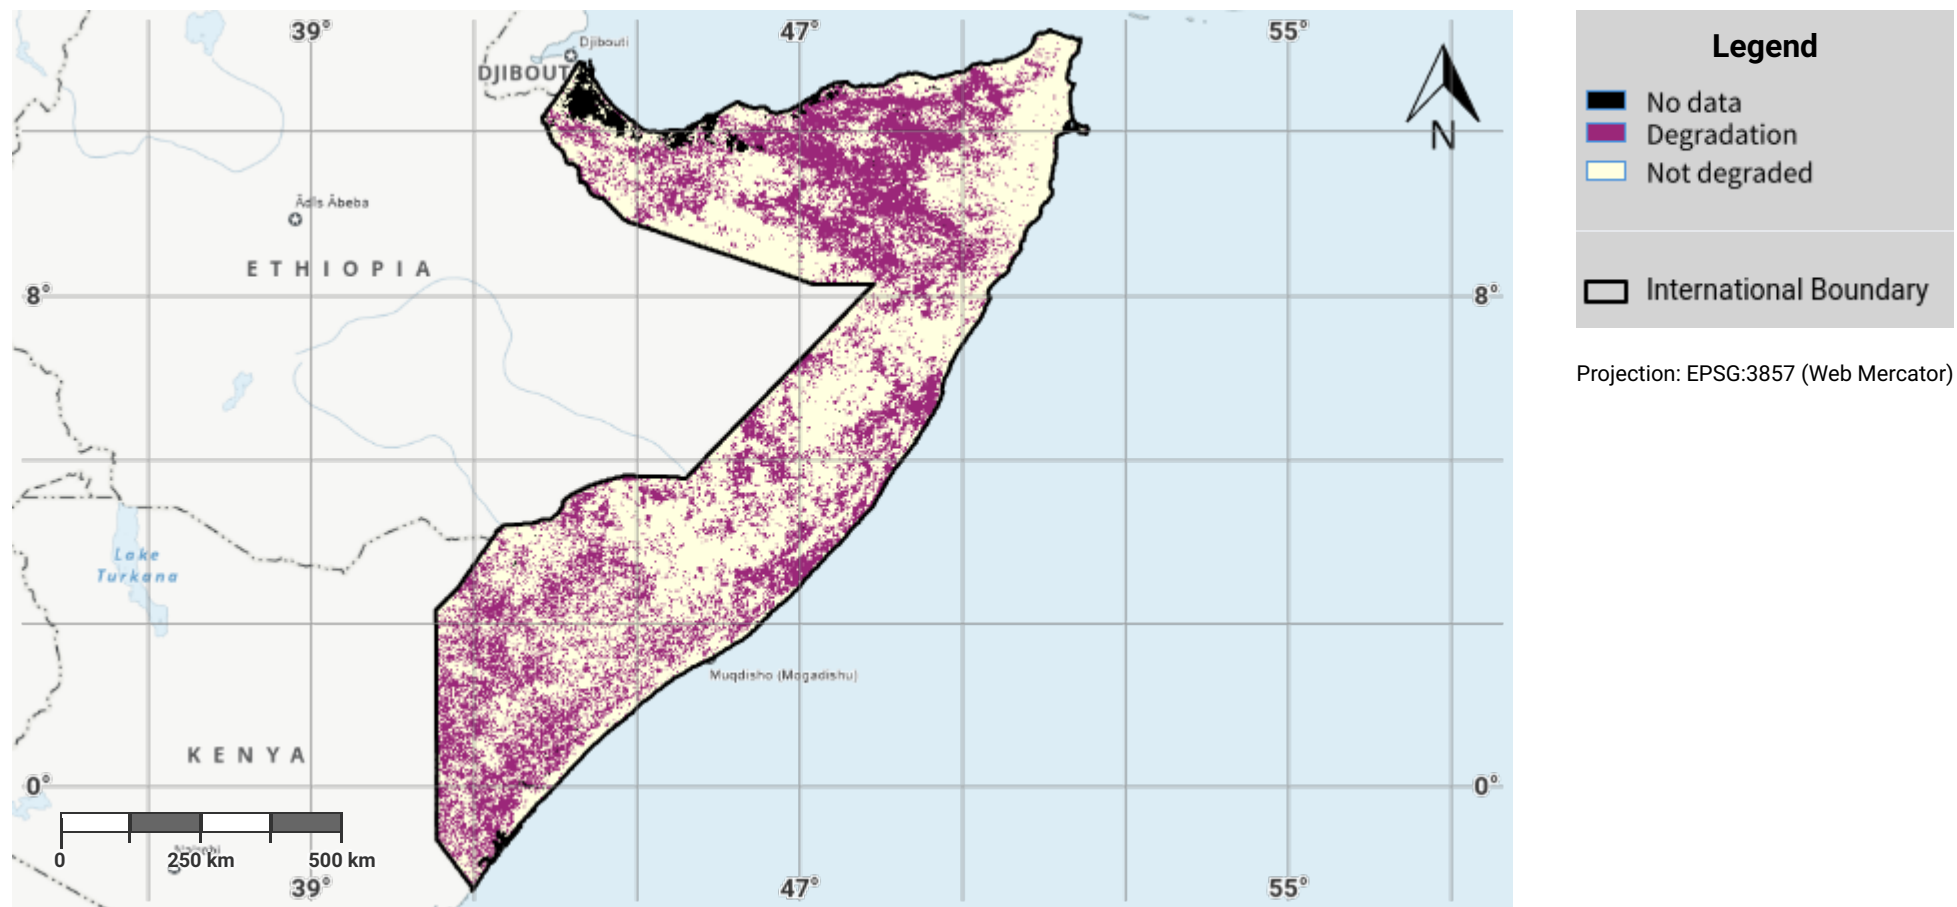 39° 47° 55°
Djibouti
DJIBOUT
Ādīs Ābeba
ETHIOPIA
8° 8°
Lake
Turkana
Muqdisho (Mogadishu)
KENYA
0° 0°
0 250 km 500 km
39° 47° 55°
N
Legend
No data
Degradation
Not degraded
International Boundary
Projection: EPSG:3857 (Web Mercator)